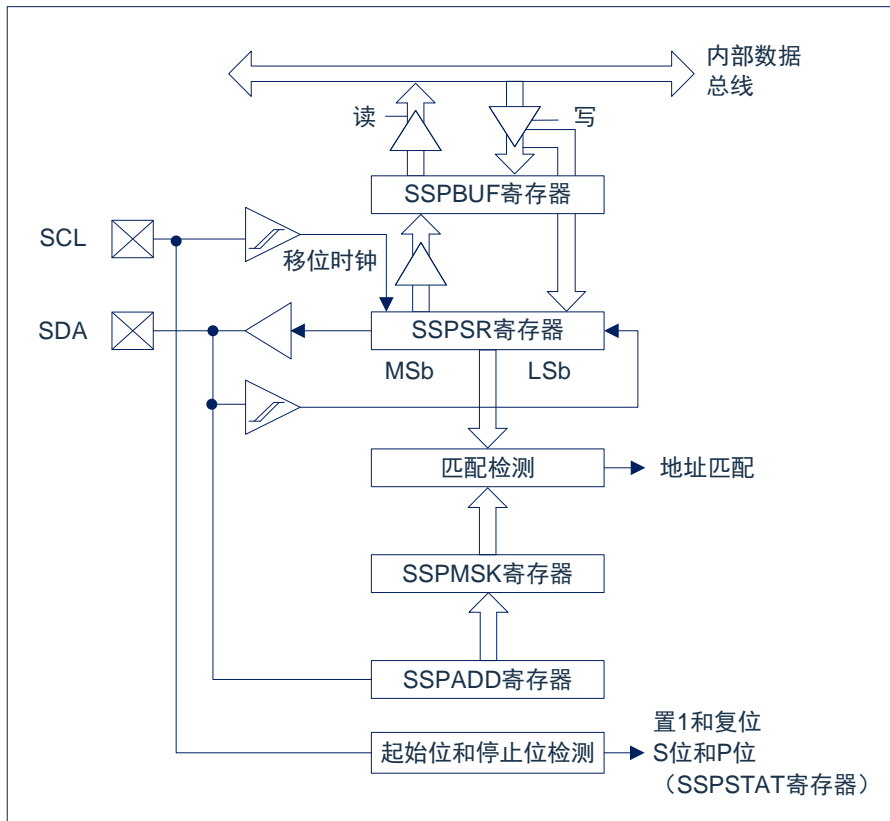 内部数据
总线
读
写
SSPBUF寄存器
SCL
移位时钟
SDA
SSPSR寄存器
MSb
LSb
匹配检测
地址匹配
SSPMSK寄存器
SSPADD寄存器
起始位和停止位检测
置1和复位
S位和P位
（SSPSTAT寄存器）